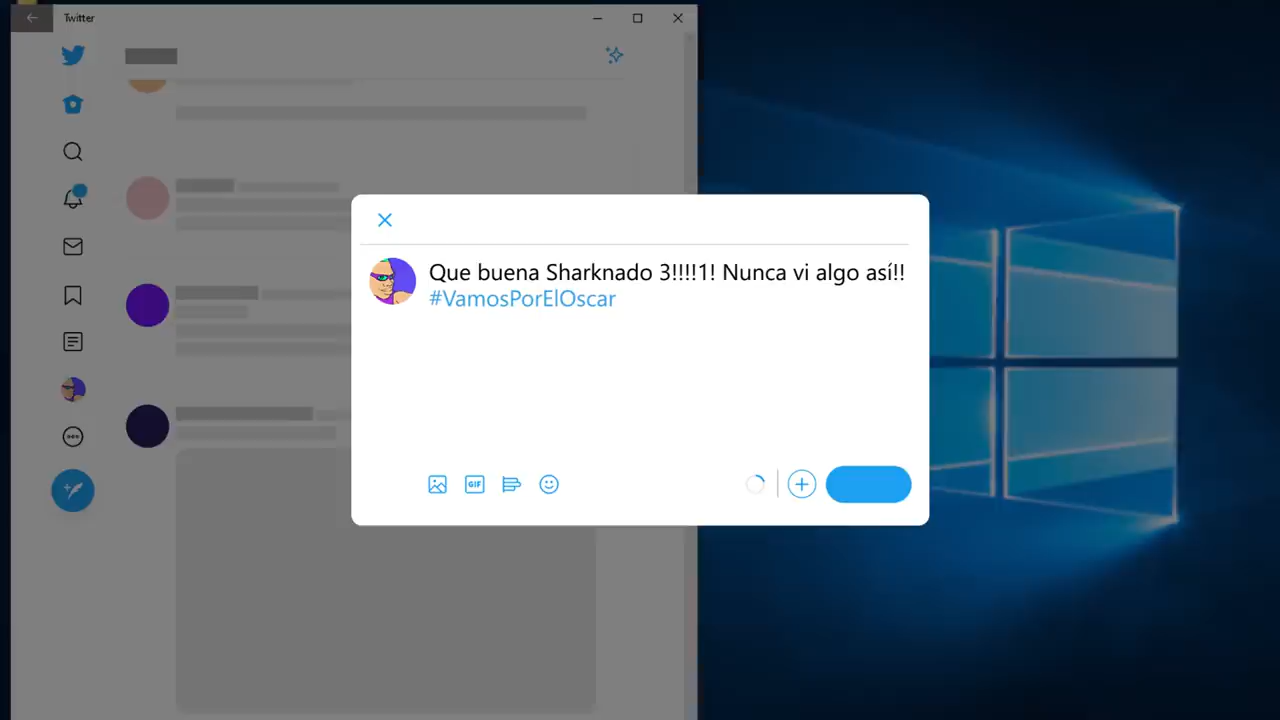 Twitter
Que buena Sharknado 3!!!!1! Nunca vi algo así!!
#VamosPorElOscar
GIF